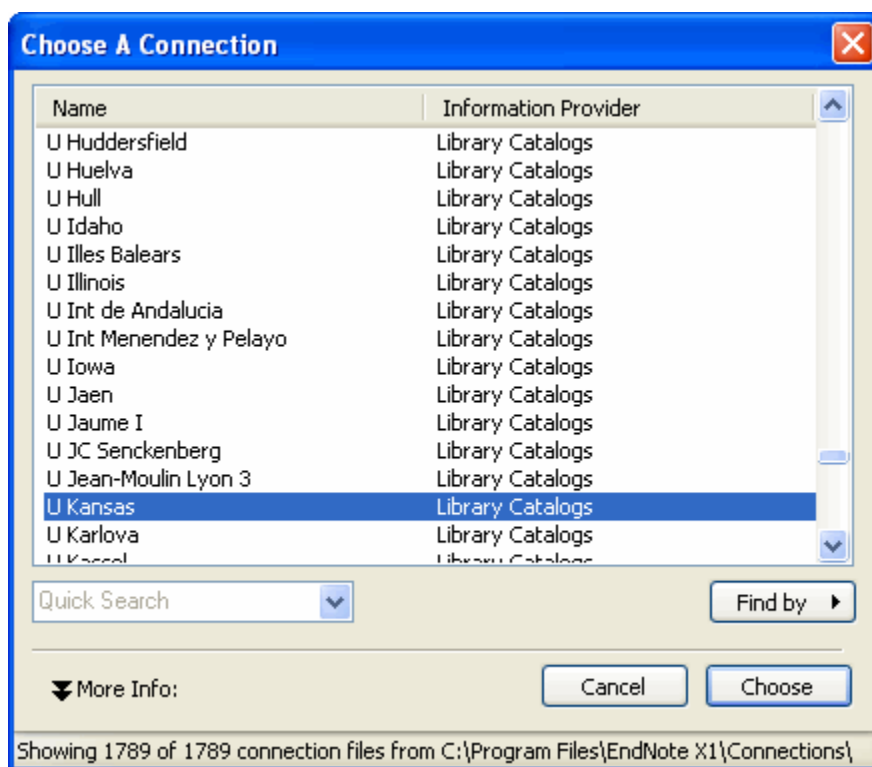 Choose A Connection
Name Information Provider
U Huddersfield Library Catalogs
U Huelva Library Catalogs
U Hull Library Catalogs
U Idaho Library Catalogs
U Illes Balears Library Catalogs
U Illinois Library Catalogs
U Int de Andalucia Library Catalogs
U Int Menendez y Pelayo Library Catalogs
U Iowa Library Catalogs
U Jaen Library Catalogs
U Jaume I Library Catalogs
U JC Senckenberg Library Catalogs
U Jean-Moulin Lyon 3 Library Catalogs
U Kansas Library Catalogs
U Karlova Library Catalogs
U Kassel Library Catalogs
Quick Search Find by
More Info: Cancel Choose
Showing 1789 of 1789 connection files from C:\Program Files\EndNote X1\Connections\